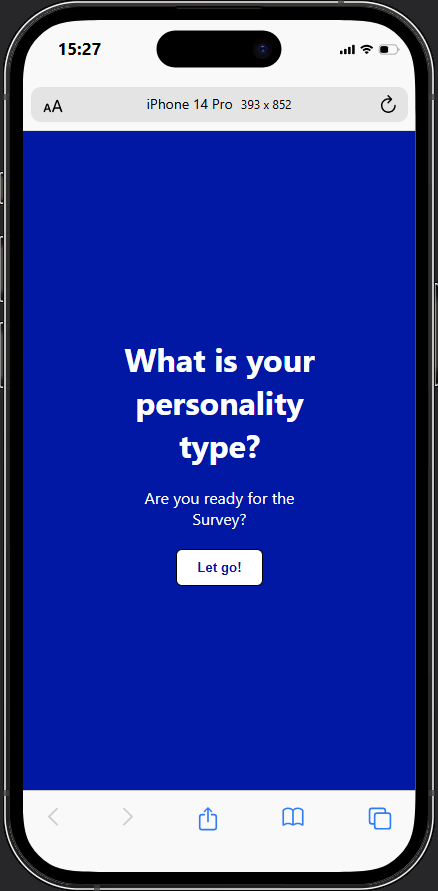 15:27
AA iPhone 14 Pro 393 x 852
What is your
personality
type?
Are you ready for the
Survey?
Let go!